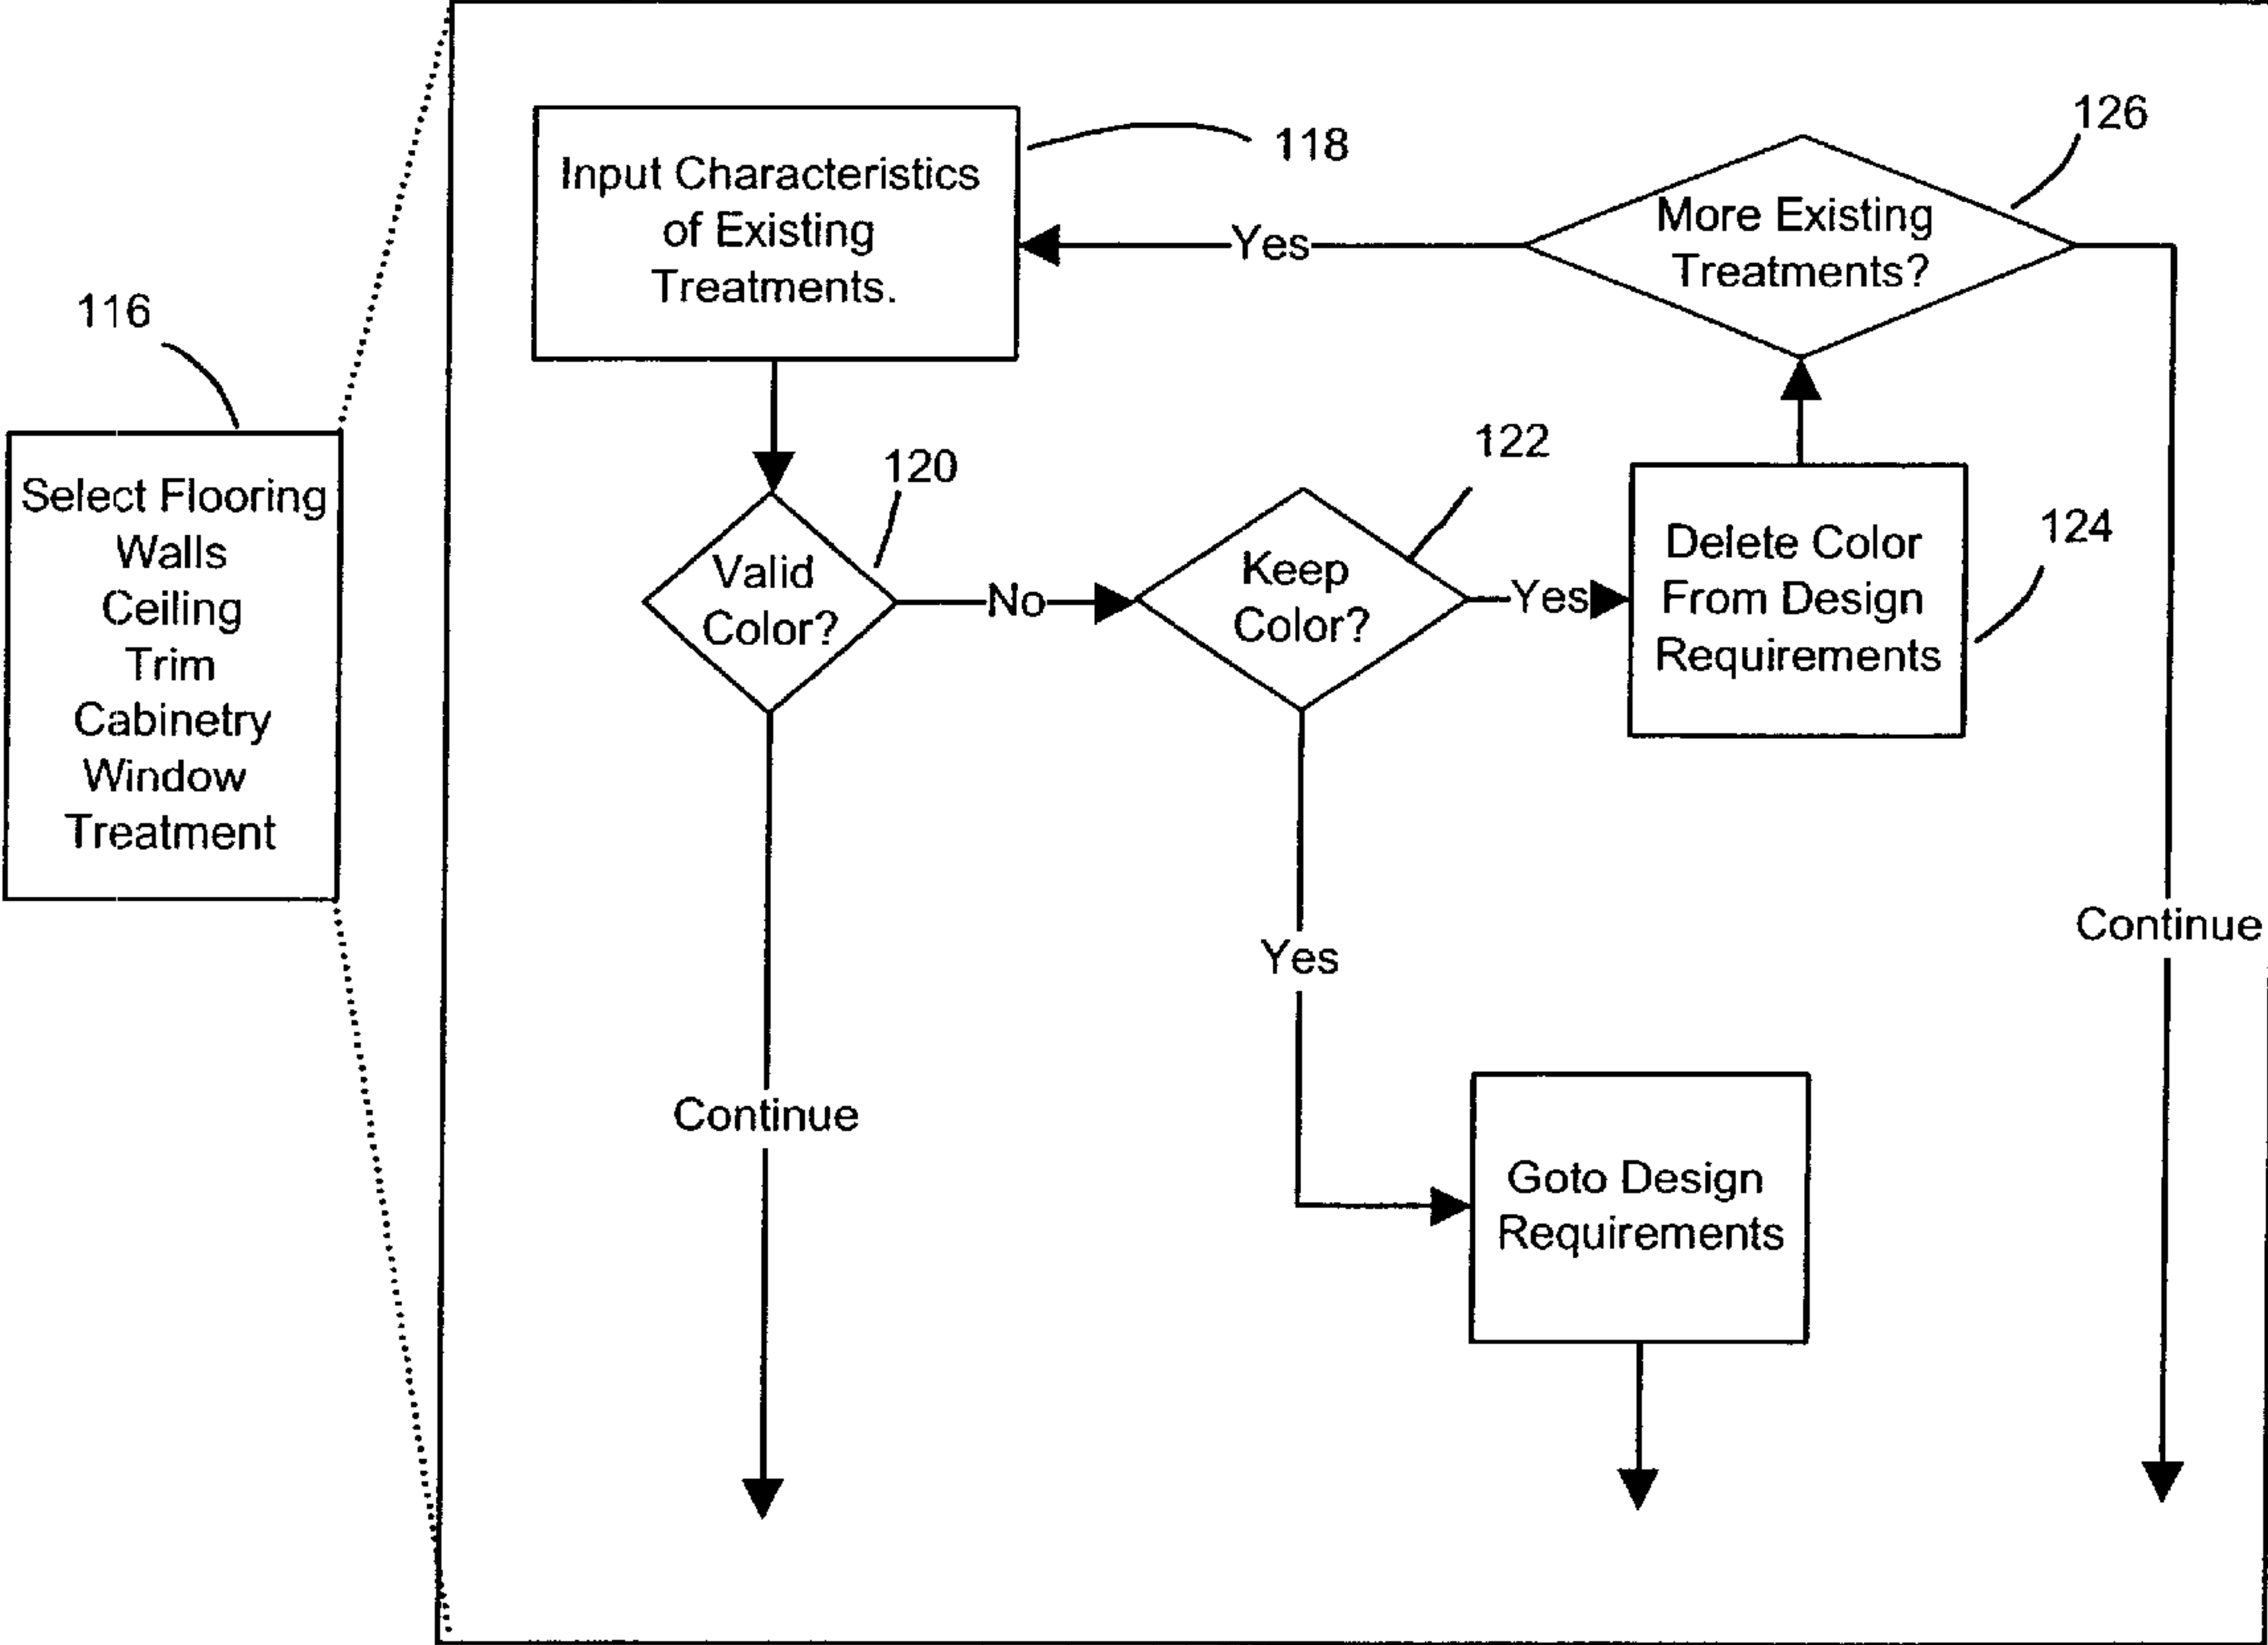 116
Select Flooring
Walls
Ceiling
Trim
Cabinetry
Window
Treatment
Input Characteristics
of Existing
Treatments.
118
Yes
More Existing
Treatments?
126
Valid
Color?
120
No
Keep
Color?
122
Yes
Delete Color
From Design
Requirements
124
Continue
Yes
Goto Design
Requirements
Continue